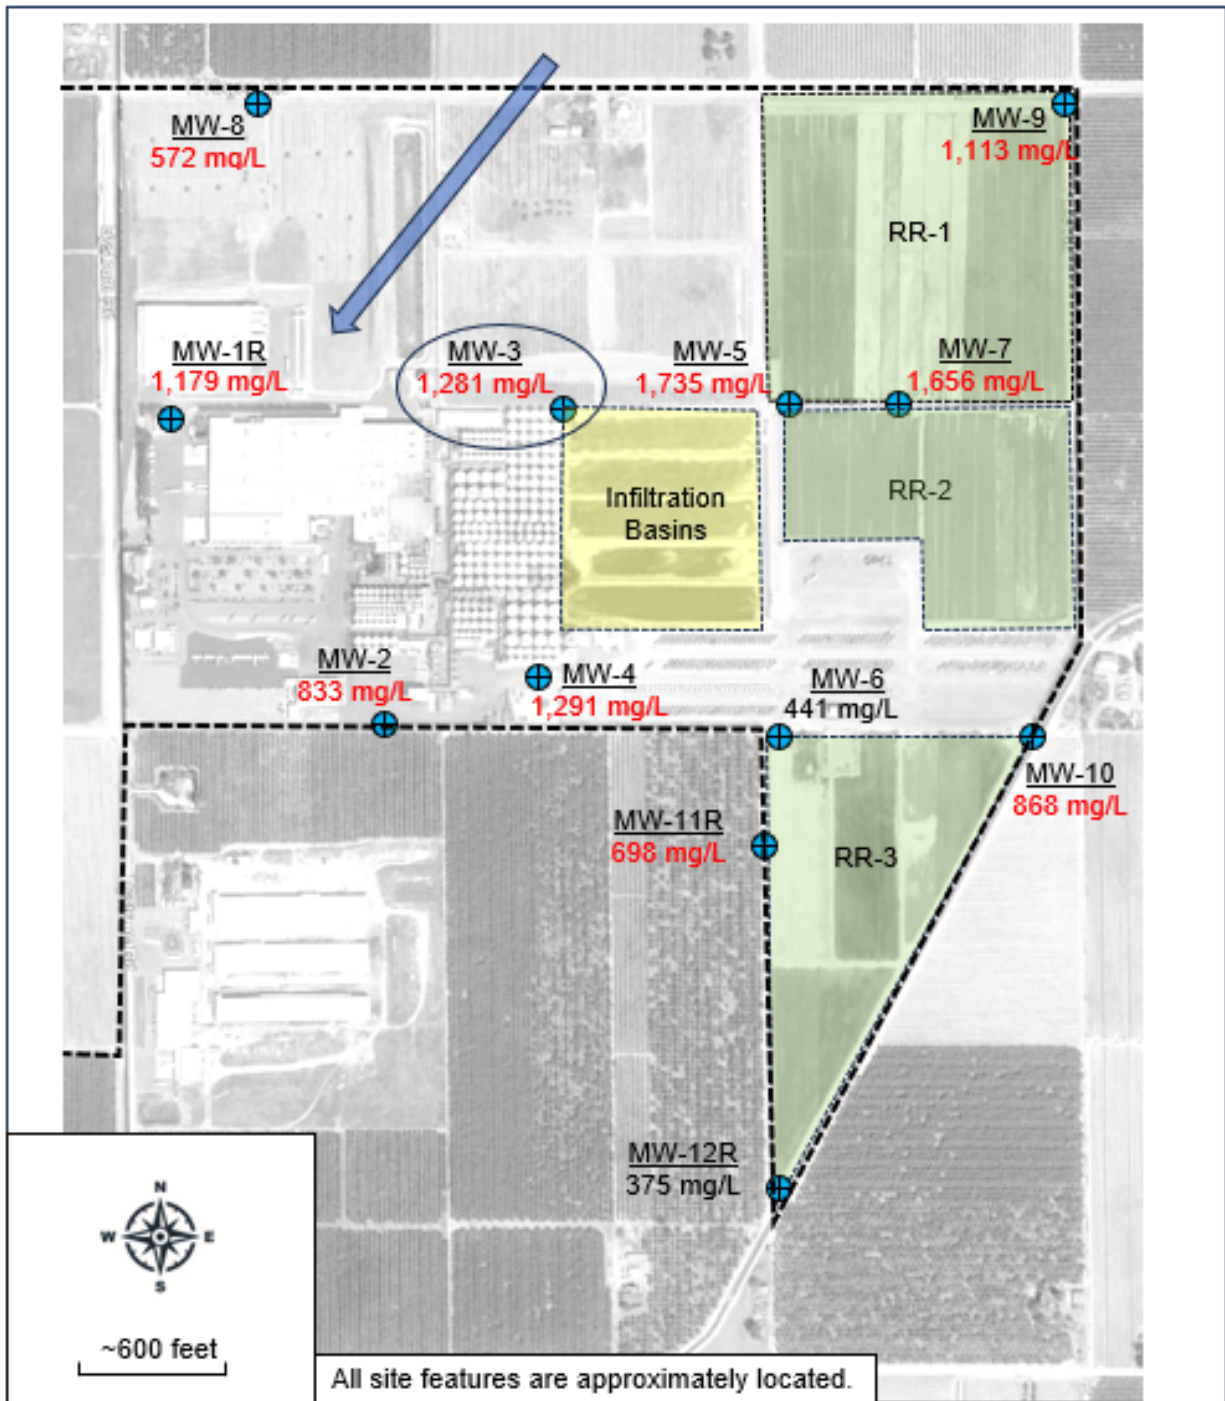 MW-8
572 mg/L
MW-9
1,113 mg/L
RR-1
MW-1R
1,179 mg/L
MW-3
1,281 mg/L
MW-5
1,735 mg/L
MW-7
1,656 mg/L
RR-2
Infiltration
Basins
MW-2
833 mg/L
MW-4
1,291 mg/L
MW-6
441 mg/L
MW-10
868 mg/L
MW-11R
698 mg/L
RR-3
MW-12R
375 mg/L
N
W E
S
~600 feet
All site features are approximately located.